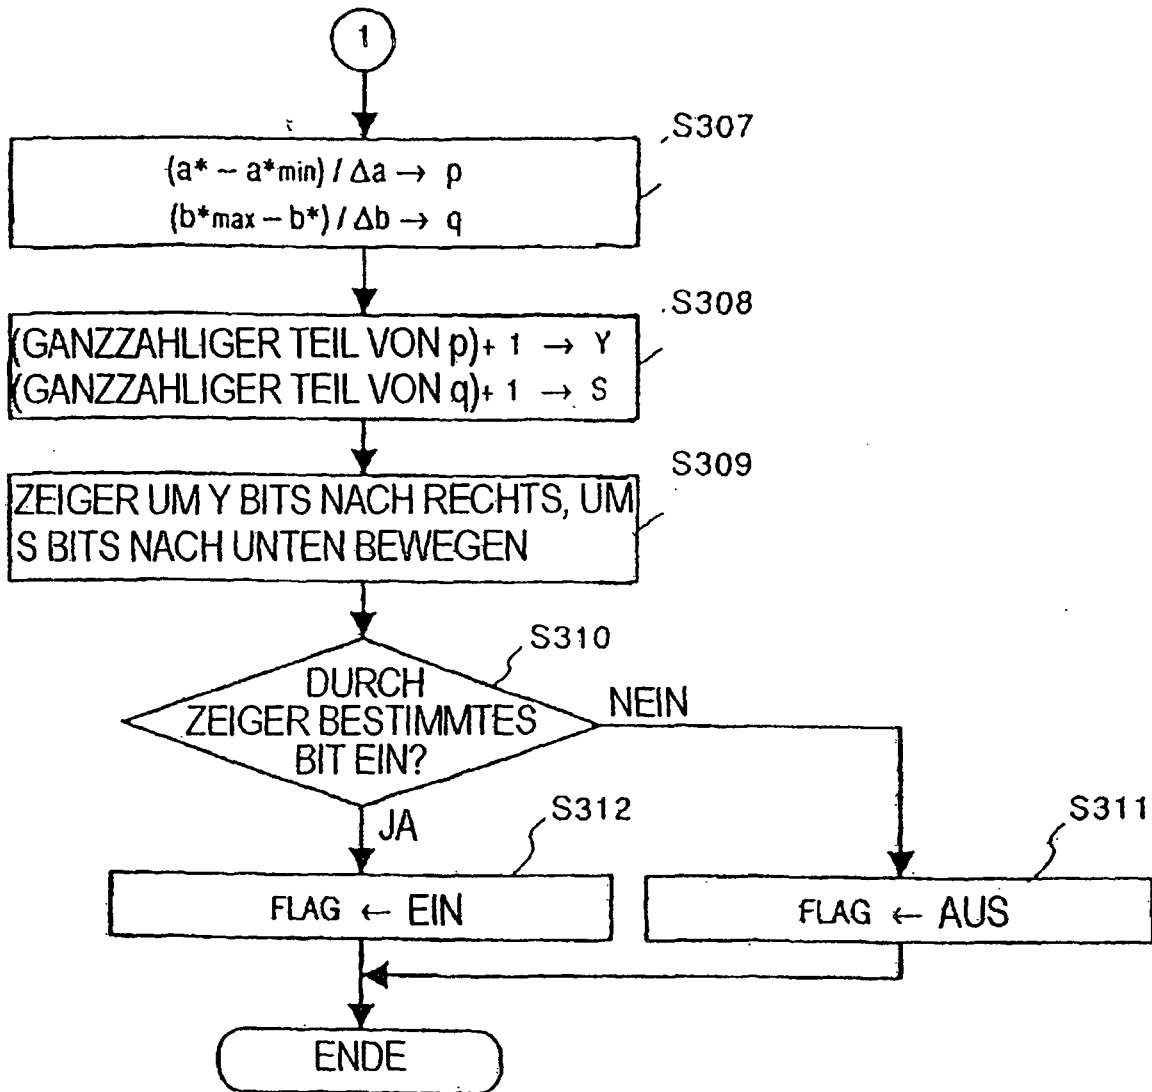 1
S307
(a* – a*min) / Δa → p
(b*max – b*) / Δb → q
S308
(GANZZAHLIGER TEIL VON p)+ 1 → Y
(GANZZAHLIGER TEIL VON q)+ 1 → S
S309
ZEIGER UM Y BITS NACH RECHTS, UM
S BITS NACH UNTEN BEWEGEN
S310
DURCH
ZEIGER BESTIMMTES
BIT EIN?
NEIN
JA
S312
FLAG ← EIN
S311
FLAG ← AUS
ENDE